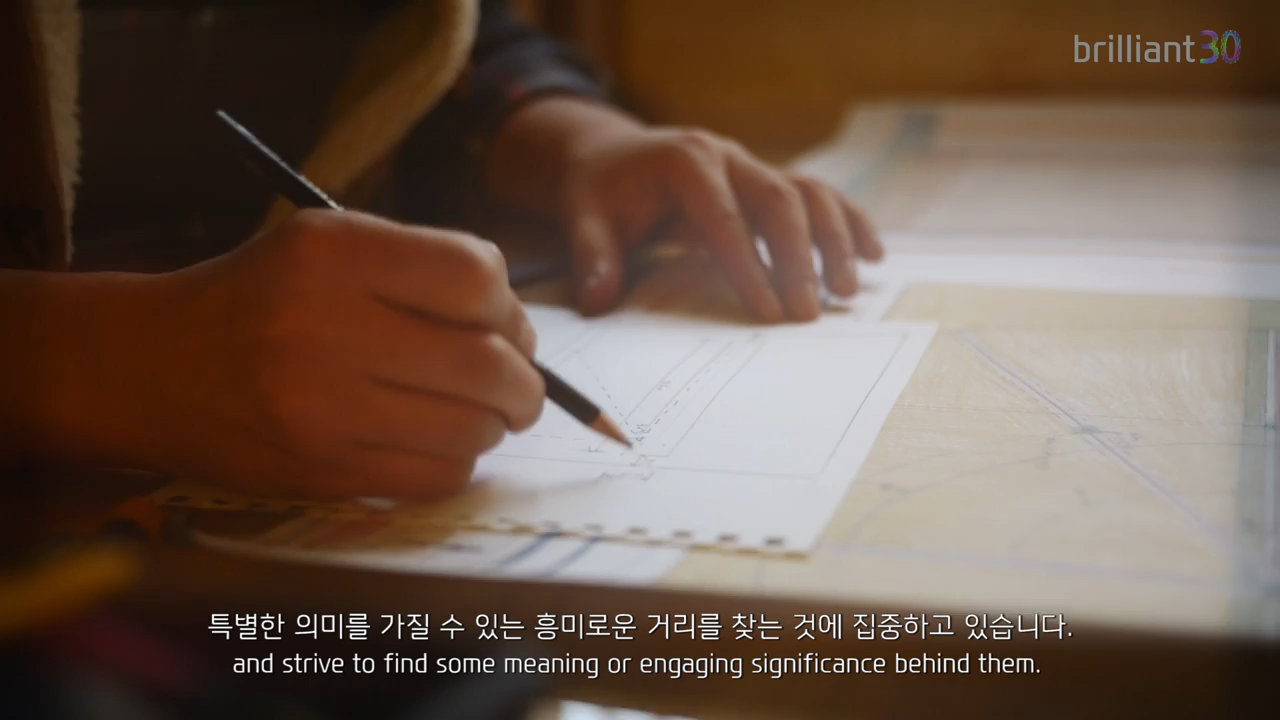 brilliant30
특별한 의미를 가질 수 있는 흥미로운 거리를 찾는 것에 집중하고 있습니다.
and strive to find some meaning or engaging significance behind them.